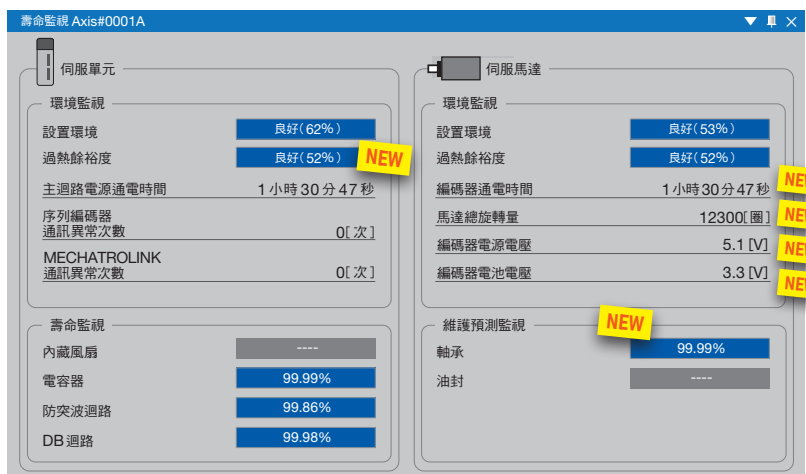 壽命監視 Axis#0001A
伺服單元
環境監視
設置環境 良好(62%)
過熱餘裕度 良好(52%) NEW
主迴路電源通電時間 1小時30分47秒
序列編碼器
通訊異常次數 0[次]
MECHATROLINK
通訊異常次數 0[次]
壽命監視
內藏風扇 ----
電容器 99.99%
防突波迴路 99.86%
DB迴路 99.98%
伺服馬達
環境監視
設置環境 良好(53%)
過熱餘裕度 良好(52%)
編碼器通電時間 1小時30分47秒 NEW
馬達總旋轉量 12300[圈] NEW
編碼器電源電壓 5.1 [V] NEW
編碼器電池電壓 3.3 [V] NEW
維護預測監視 NEW
軸承 99.99%
油封 ----